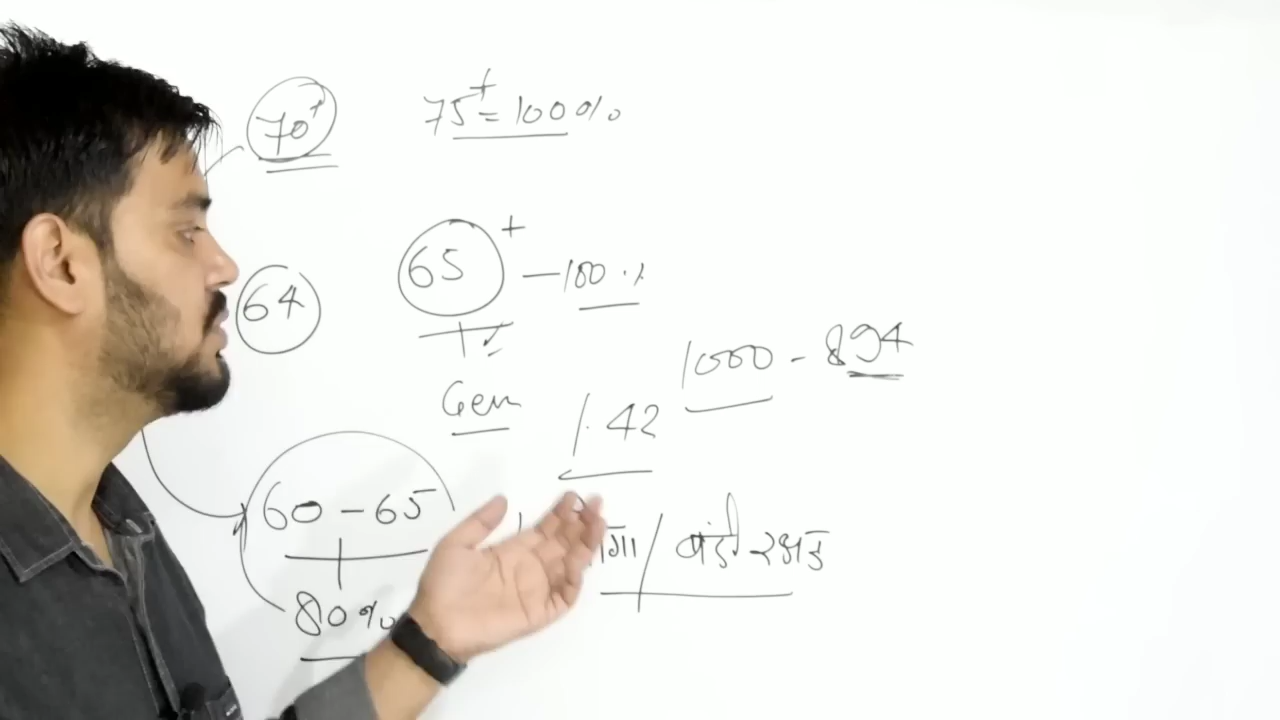 70+ 75+ = 100%
65+ — 100%
64
1000 - 894
Gen 1.42
60 - 65
80%